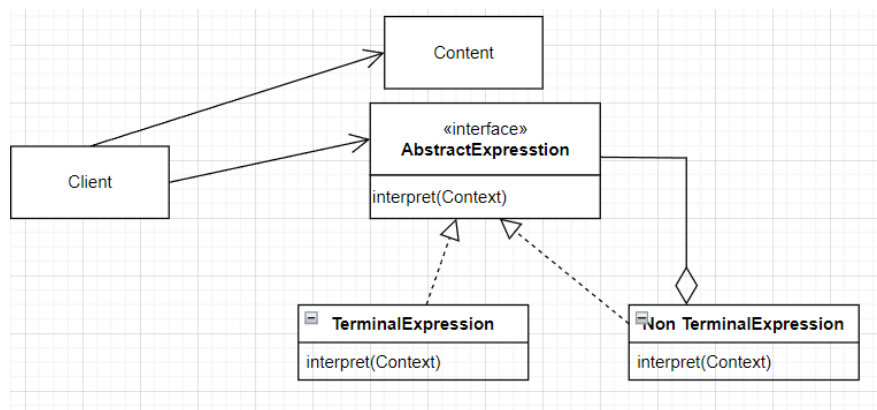 Content
«interface»
AbstractExpresstion
Client
interpret(Context)
TerminalExpression
Non TerminalExpression
interpret(Context)
interpret(Context)